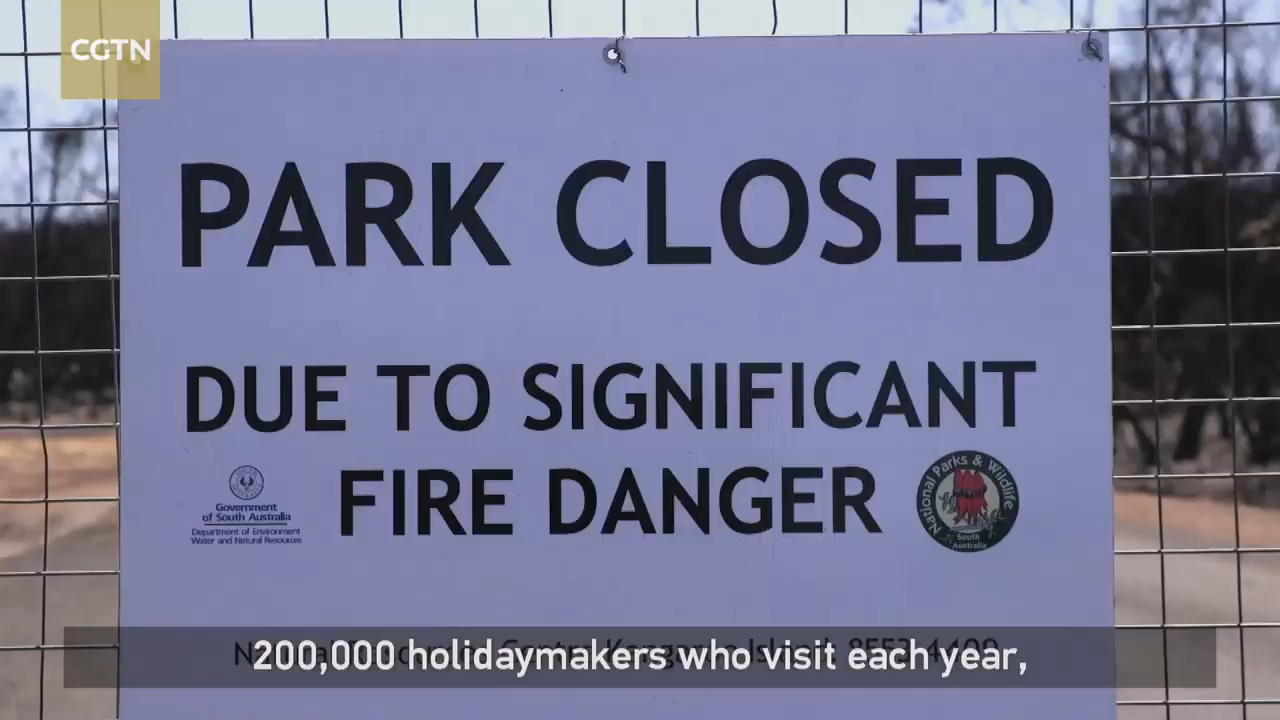 CGTN
PARK CLOSED
DUE TO SIGNIFICANT
FIRE DANGER
Government
of South Australia
Department of Environment
Water and Natural Resources
National Parks & Wildlife
South
Australia
200,000 holidaymakers who visit each year,